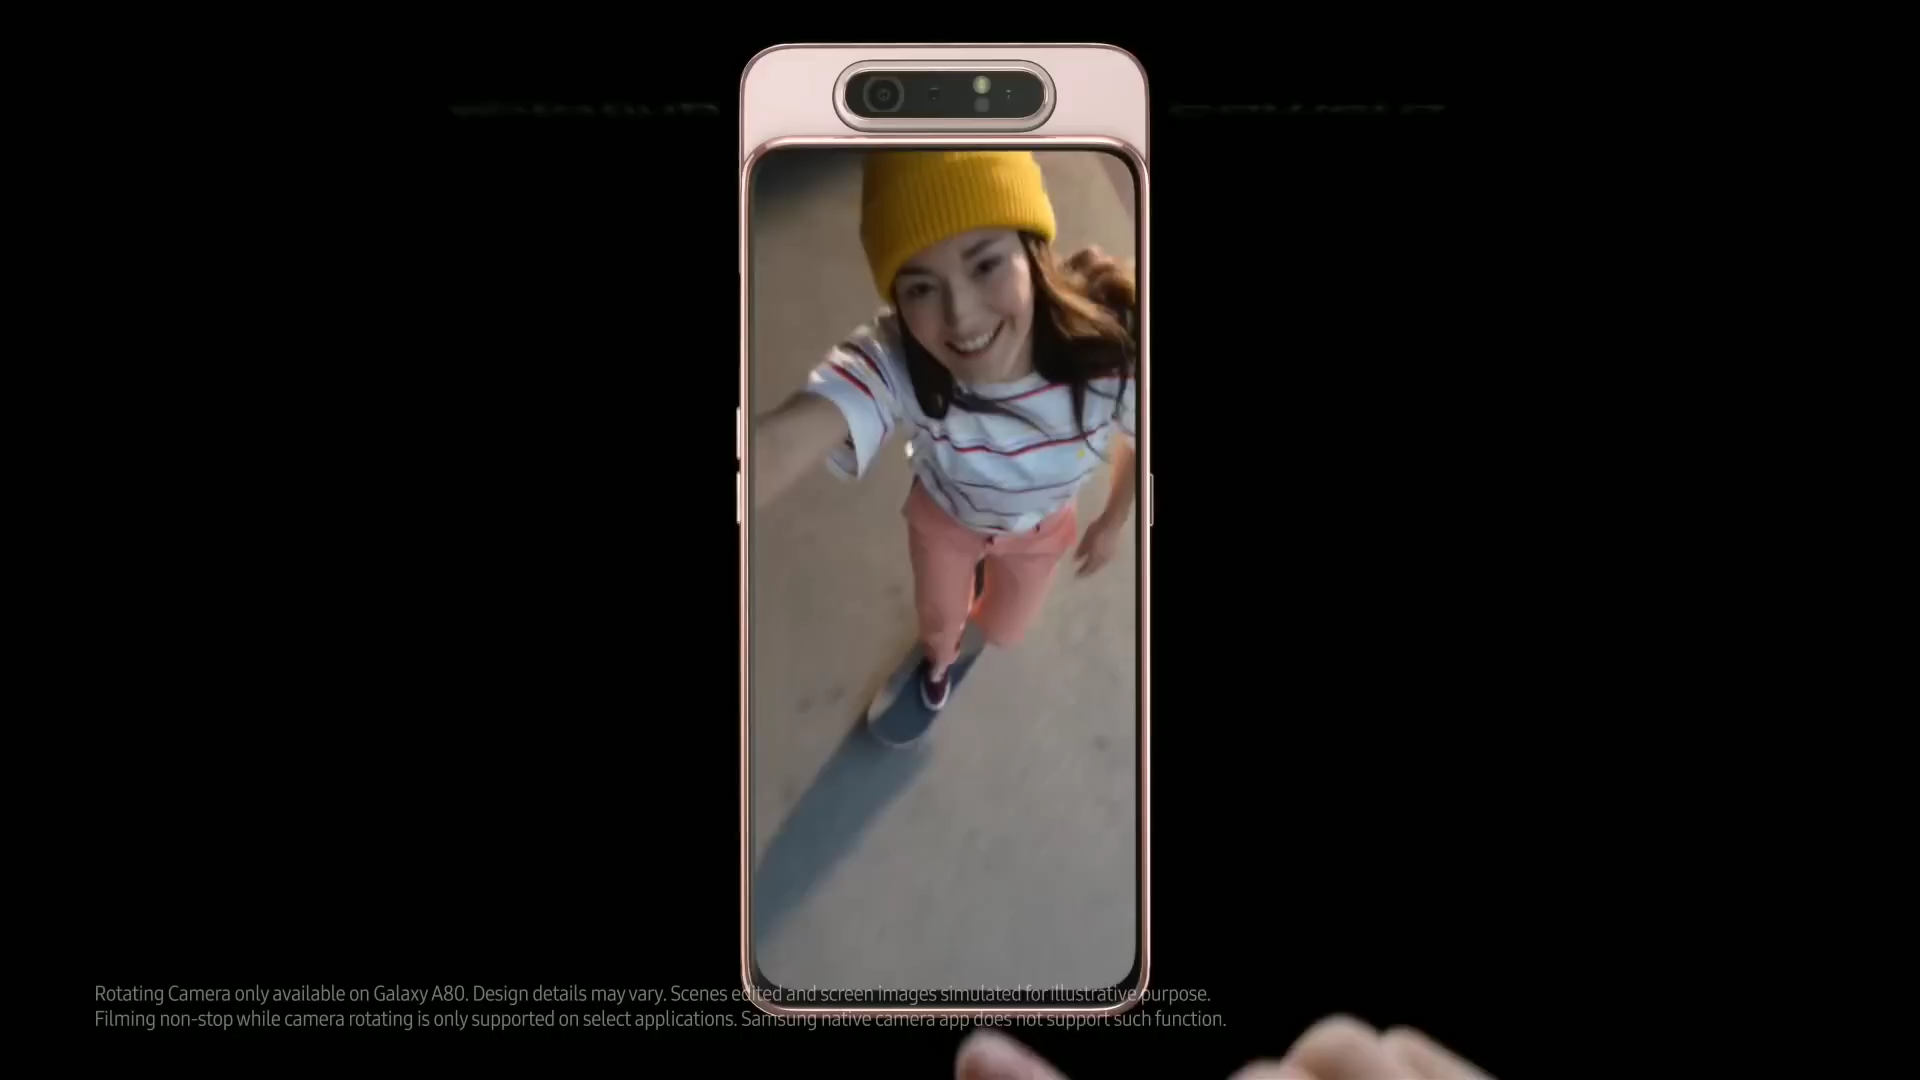 Rotating Camera only available on Galaxy A80. Design details may vary. Scenes edited and screen images simulated for illustrative purpose.
Filming non-stop while camera rotating is only supported on select applications. Samsung native camera app does not support such function.